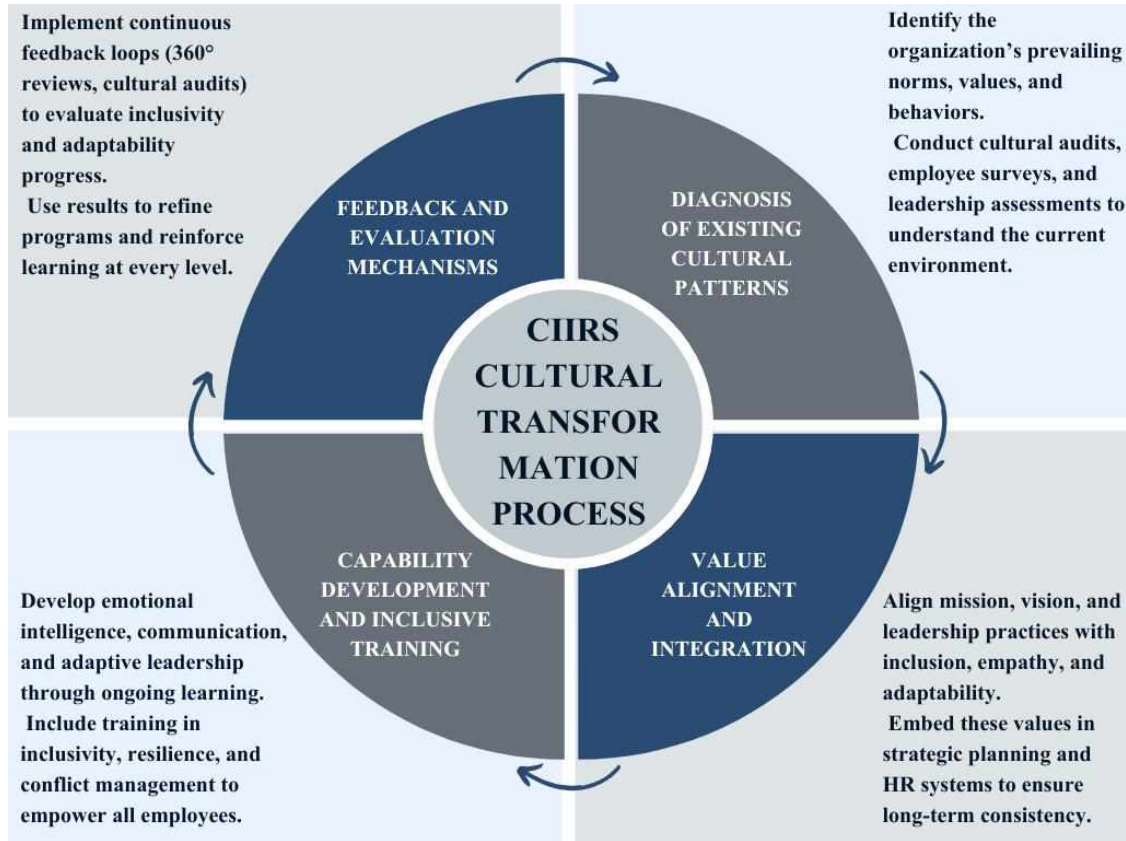 Implement continuous
feedback loops (360°
reviews, cultural audits)
to evaluate inclusivity
and adaptability
progress.
Use results to refine
programs and reinforce
learning at every level.
Identify the
organization's prevailing
norms, values, and
behaviors.
Conduct cultural audits,
employee surveys, and
leadership assessments to
understand the current
environment.
FEEDBACK AND
EVALUATION
MECHANISMS
DIAGNOSIS
OF EXISTING
CULTURAL
PATTERNS
CIIRS
CULTURAL
TRANSFOR
MATION
PROCESS
CAPABILITY
DEVELOPMENT
AND INCLUSIVE
TRAINING
VALUE
ALIGNMENT
AND
INTEGRATION
Develop emotional
intelligence, communication,
and adaptive leadership
through ongoing learning.
Include training in
inclusivity, resilience, and
conflict management to
empower all employees.
Align mission, vision, and
leadership practices with
inclusion, empathy, and
adaptability.
Embed these values in
strategic planning and
HR systems to ensure
long-term consistency.